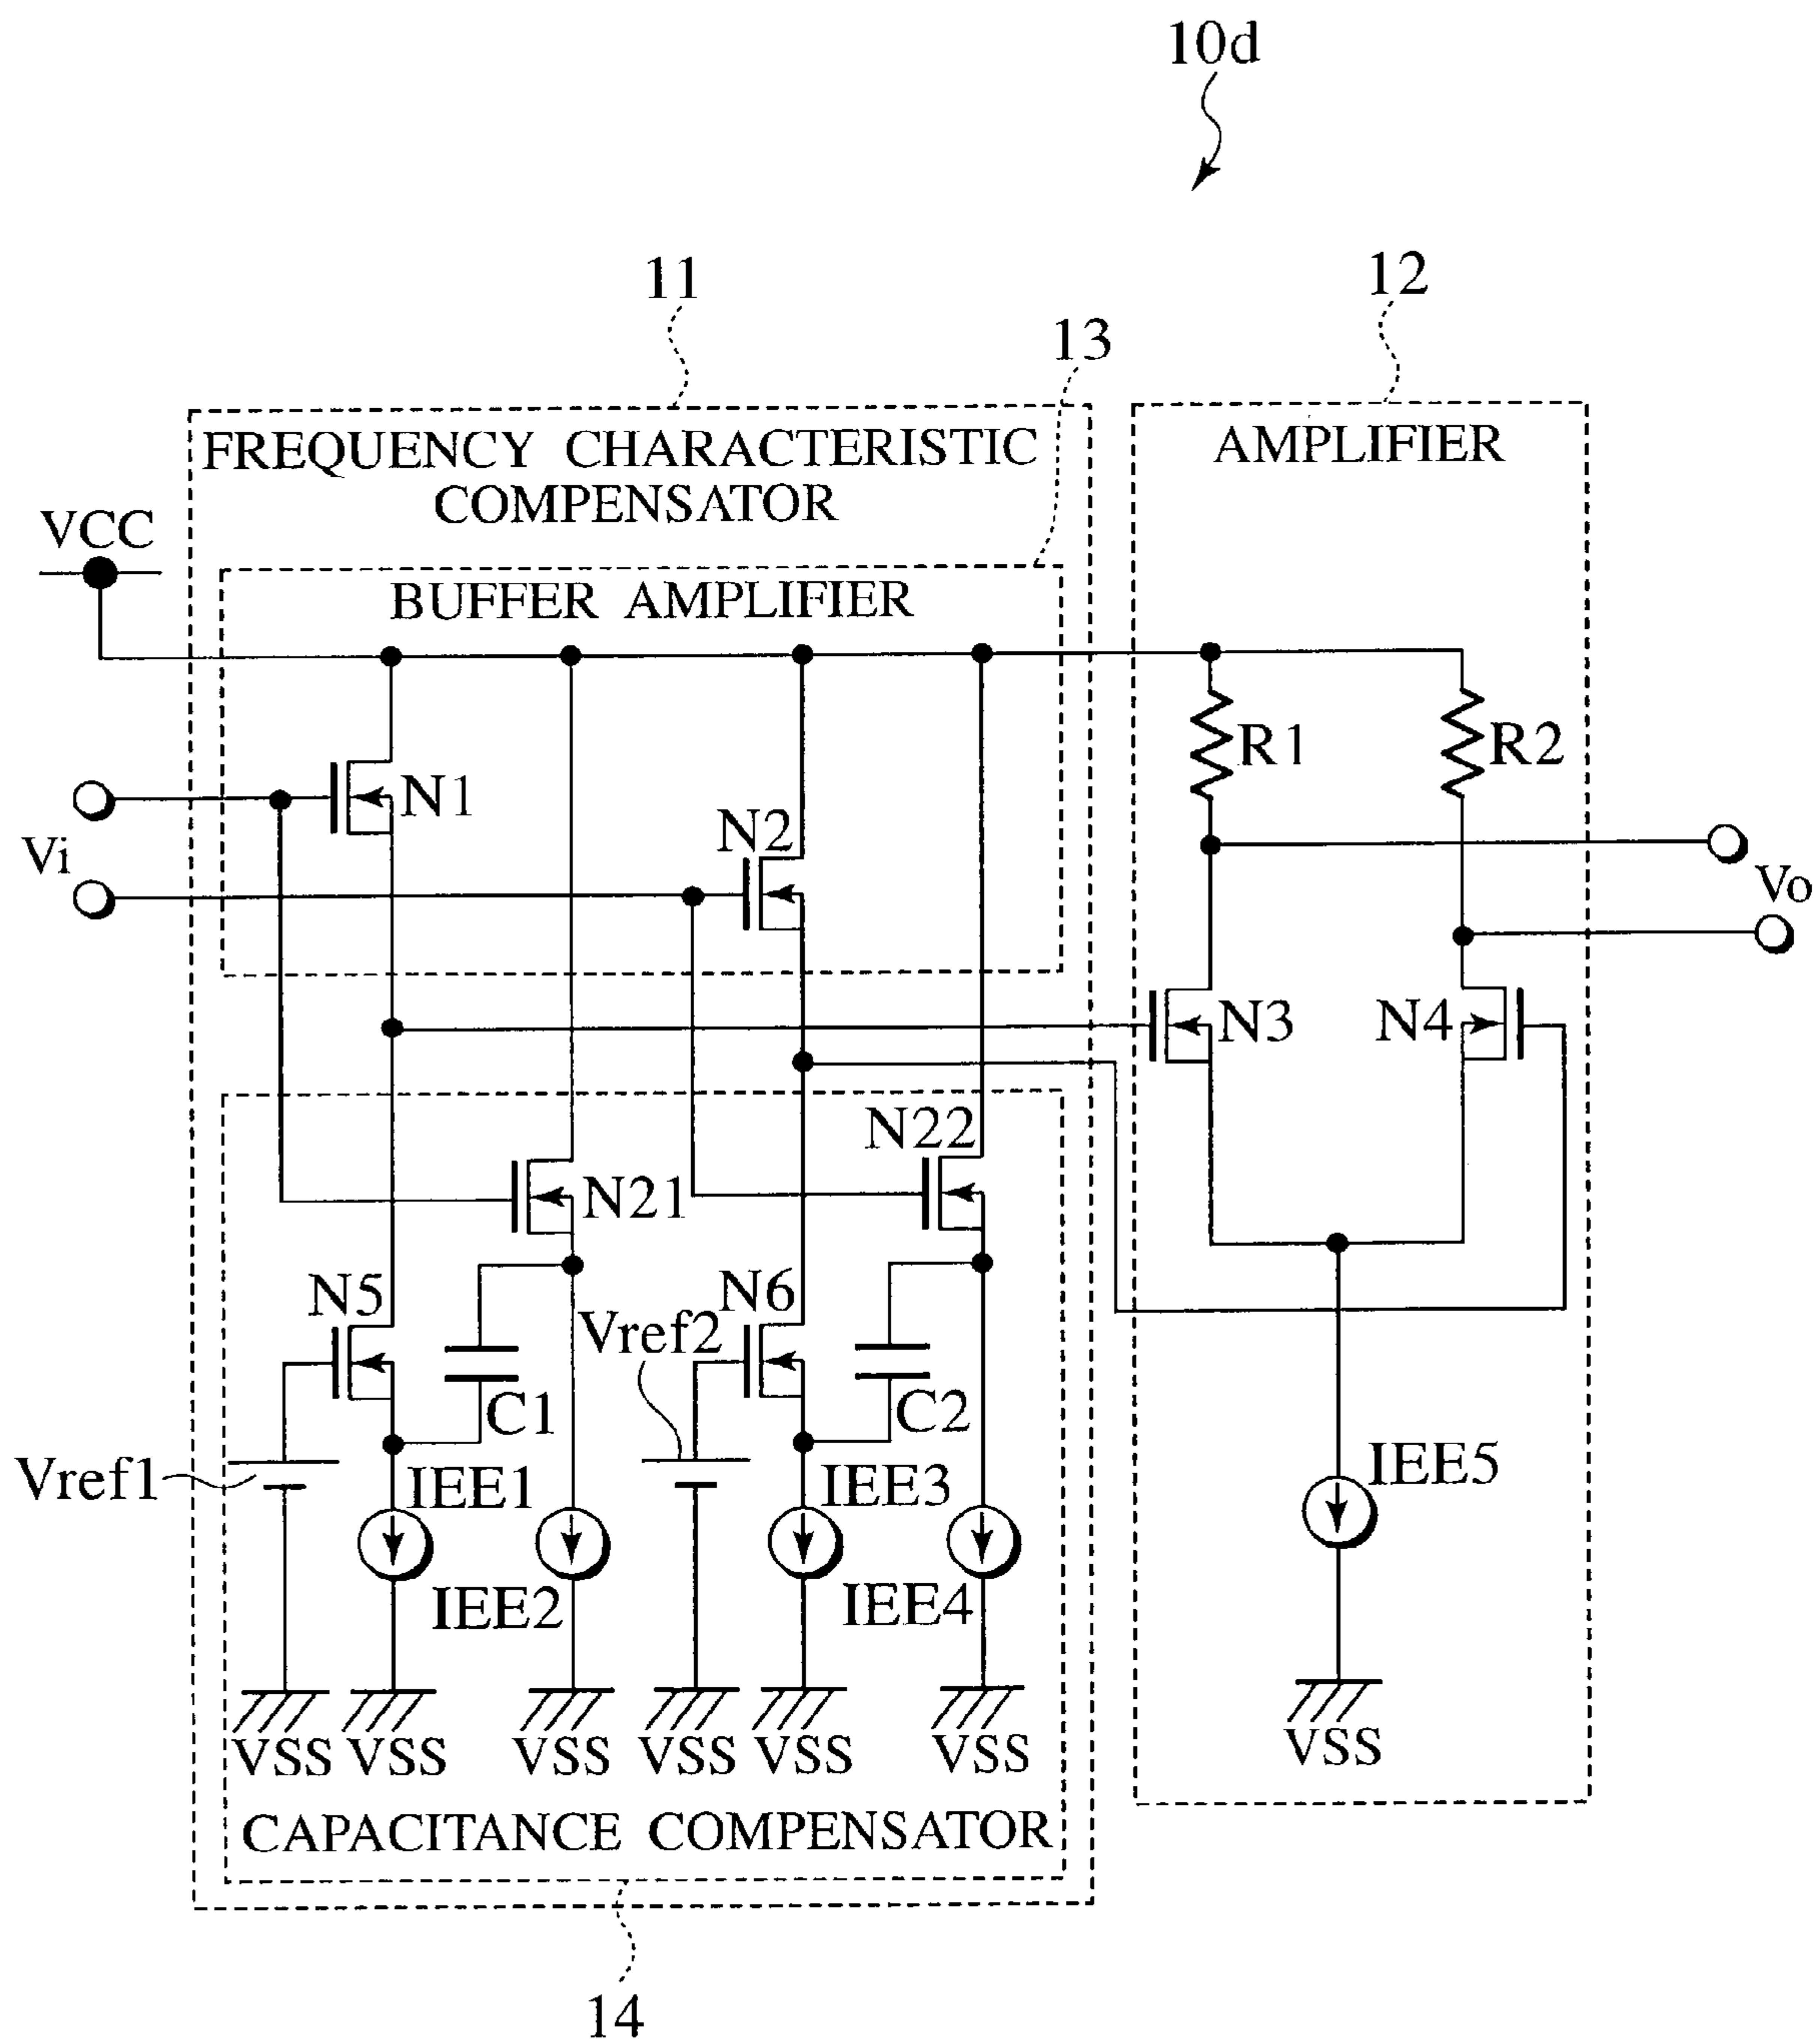 10d
11
12
13
FREQUENCY CHARACTERISTIC
COMPENSATOR
AMPLIFIER
VCC
BUFFER AMPLIFIER
R1
R2
N1
N2
Vi
Vo
N3
N4
N22
N21
N5
N6
Vref2
C1
C2
Vref1
IEE1
IEE3
IEE5
IEE2
IEE4
VSS
VSS
VSS
VSS
VSS
VSS
VSS
CAPACITANCE COMPENSATOR
14